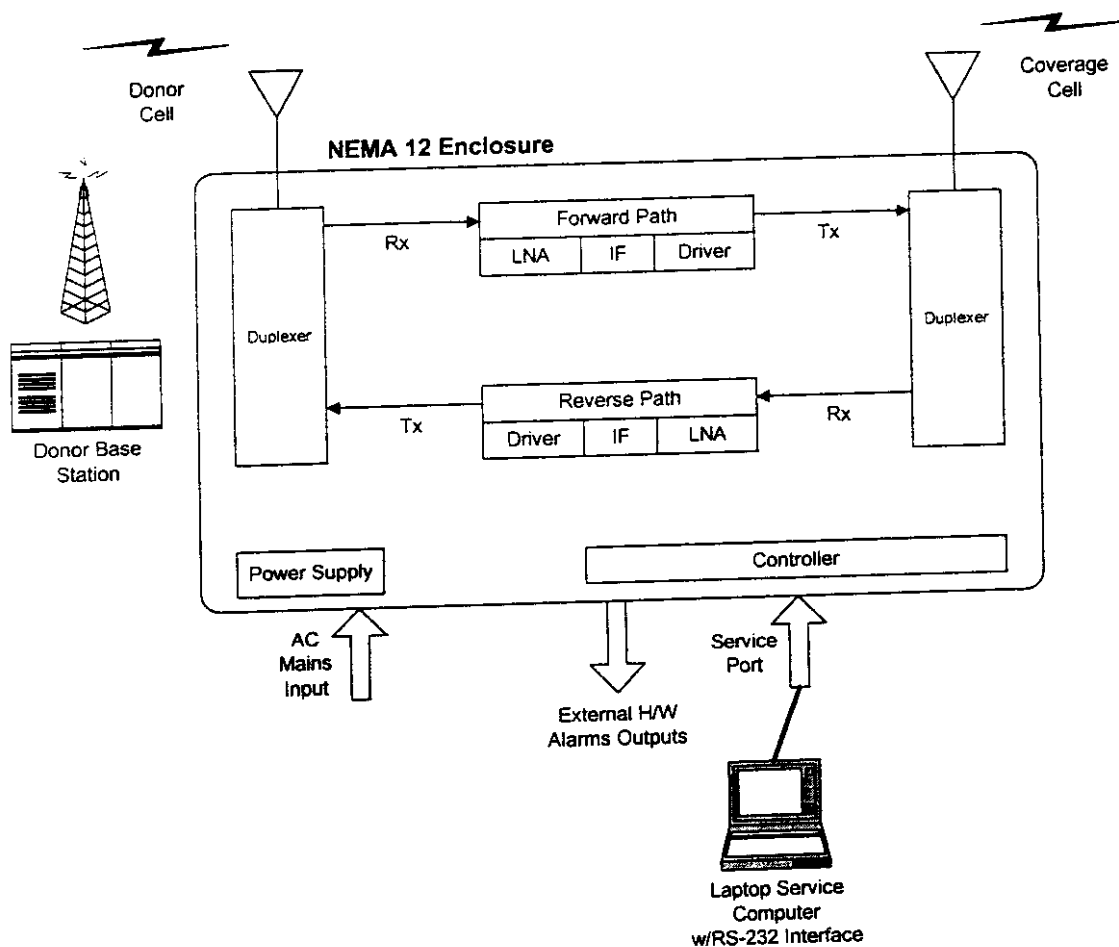 Donor
Cell
Coverage
Cell
NEMA 12 Enclosure
Forward Path
LNA
IF
Driver
Rx
Tx
Duplexer
Duplexer
Reverse Path
Driver
IF
LNA
Tx
Rx
Donor Base
Station
Power Supply
Controller
AC
Mains
Input
Service
Port
External H/W
Alarms Outputs
Laptop Service
Computer
w/RS-232 Interface